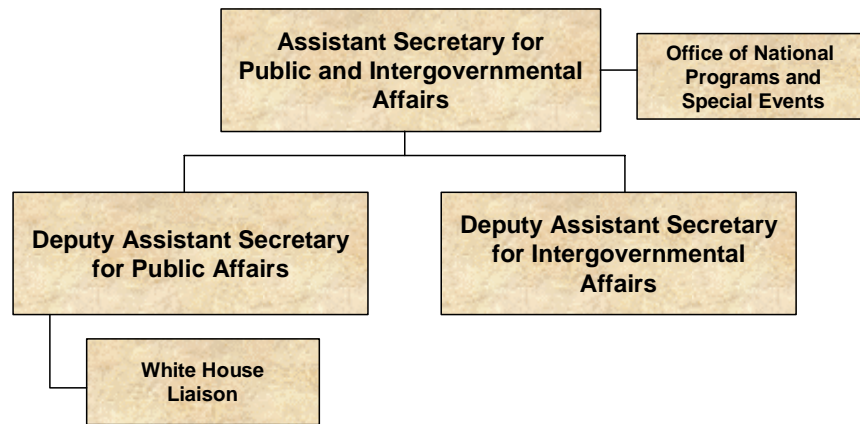 Assistant Secretary for
Public and Intergovernmental
Affairs
Office of National
Programs and
Special Events
Deputy Assistant Secretary
for Public Affairs
Deputy Assistant Secretary
for Intergovernmental
Affairs
White House
Liaison